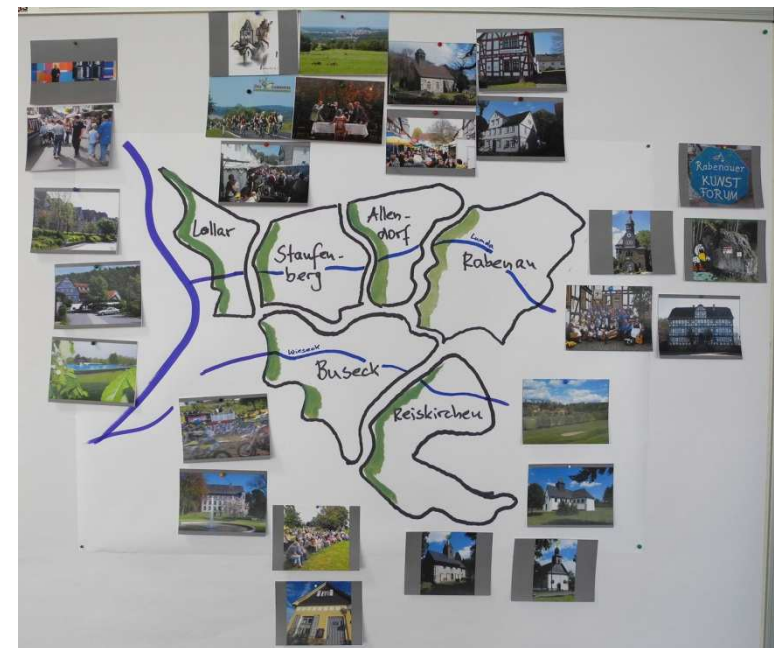 Lollar
Staufen-
berg
Allen-
dorf
Lumda
Rabenau
Wieseck
Buseck
Reiskirchen
Rabenauer
KUNST
FORUM